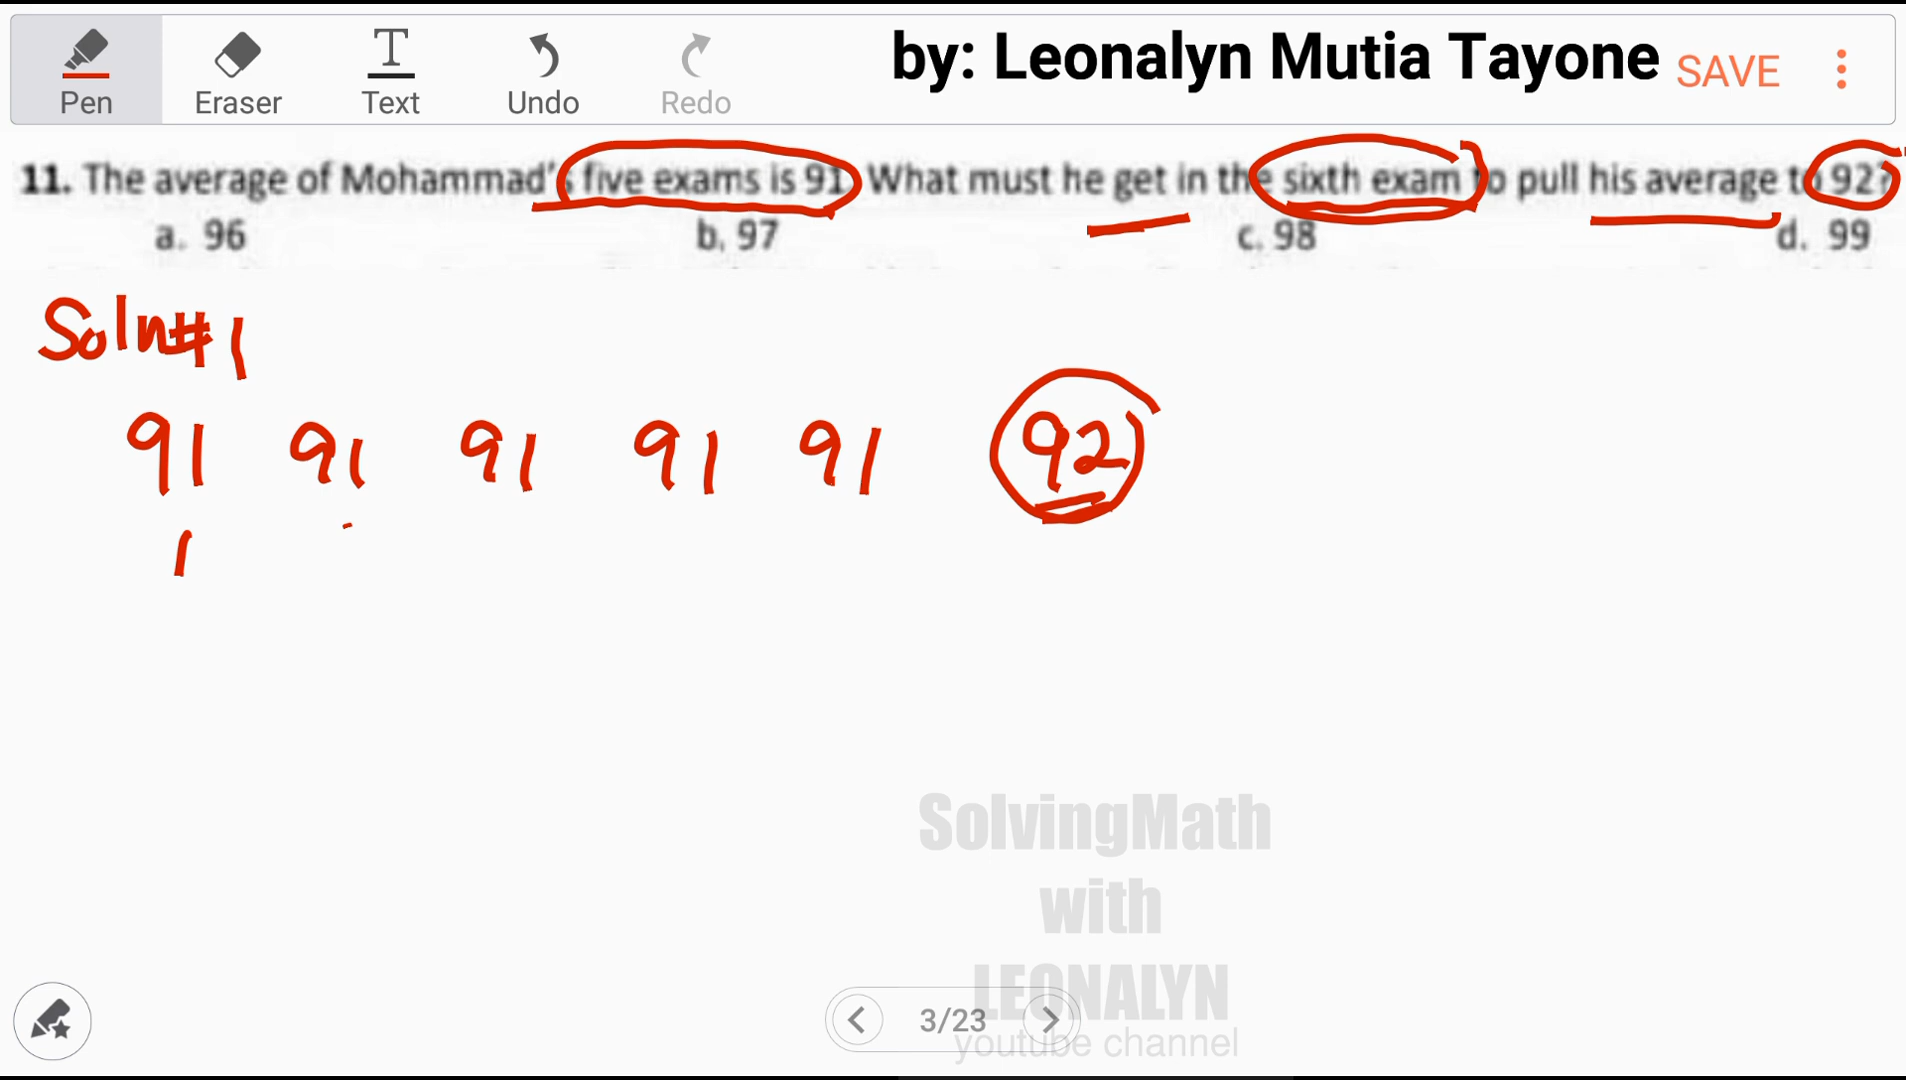 by: Leonalyn Mutia Tayone
SAVE
Pen Eraser Text Undo Redo
11. The average of Mohammad's five exams is 91. What must he get in the sixth exam to pull his average to 92?
a. 96 b. 97 c. 98 d. 99
Soln#1
91 91 91 91 91 92
1
SolvingMath
with
LEONALYN
3/23
youtube channel